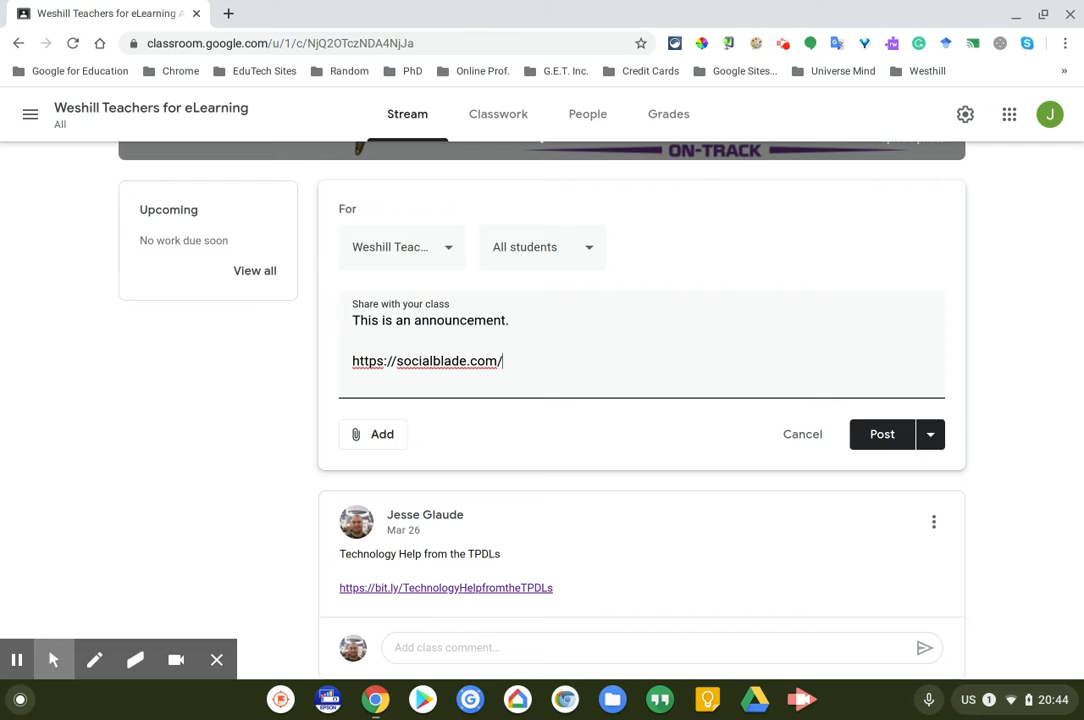 Weshill Teachers for eLearning A
classroom.google.com/u/1/c/NjQ2OTczNDA4NjJa
Google for Education
Chrome
EduTech Sites
Random
PhD
Online Prof.
G.E.T. Inc.
Credit Cards
Google Sites...
Universe Mind
Westhill
»
Weshill Teachers for eLearning
All
Stream
Classwork
People
Grades
J
ON-TRACK
Upcoming
No work due soon
View all
For
Weshill Teac...
All students
Share with your class
This is an announcement.
https://socialblade.com/
Add
Cancel
Post
Jesse Glaude
Mar 26
Technology Help from the TPDLs
https://bit.ly/TechnologyHelpfromtheTPDLs
Add class comment...
EPSON
US
1
20:44